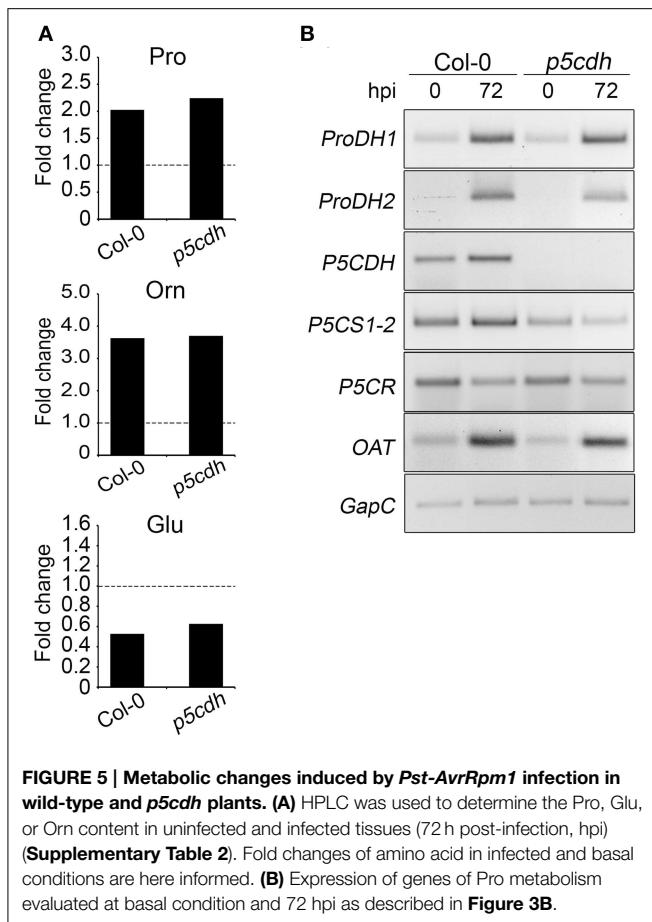 A
Pro
Fold change
3.0
2.5
2.0
1.5
1.0
0.5
0
Col-0
p5cdh
Orn
Fold change
5.0
4.0
3.0
2.0
1.0
0
Col-0
p5cdh
Glu
Fold change
1.6
1.4
1.2
1.0
0.8
0.6
0.4
0.2
0
Col-0
p5cdh
B
Col-0 p5cdh
hpi 0 72 0 72
ProDH1
ProDH2
P5CDH
P5CS1-2
P5CR
OAT
GapC
FIGURE 5 | Metabolic changes induced by Pst-AvrRpm1 infection in
wild-type and p5cdh plants. (A) HPLC was used to determine the Pro, Glu,
or Orn content in uninfected and infected tissues (72 h post-infection, hpi)
(Supplementary Table 2). Fold changes of amino acid in infected and basal
conditions are here informed. (B) Expression of genes of Pro metabolism
evaluated at basal condition and 72 hpi as described in Figure 3B.